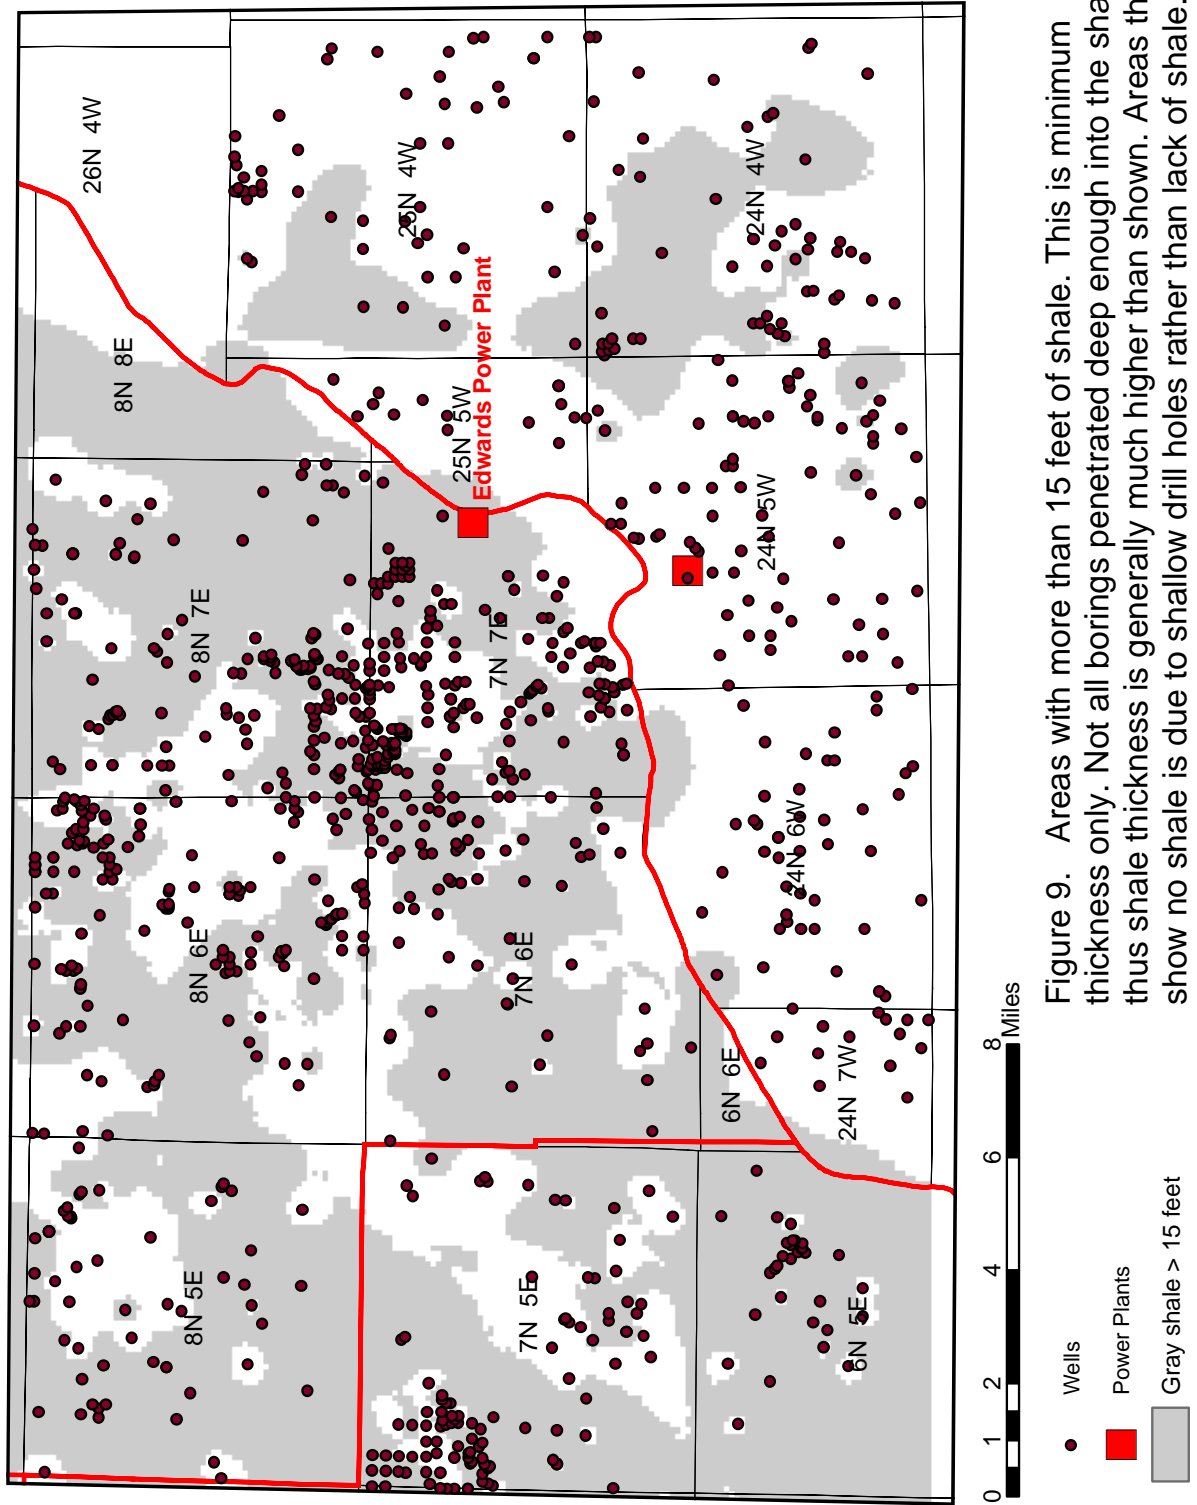 26N 4W
8N 8E
25N 4W
25N 5W
Edwards Power Plant
24N 4W
8N 7E
7N 7E
24N 5W
8N 6E
7N 6E
24N 6W
6N 6E
24N 7W
8N 5E
7N 5E
6N 5E
0 1 2 4 6 8 Miles
Wells
Power Plants
Gray shale > 15 feet
Figure 9. Areas with more than 15 feet of shale. This is minimum
thickness only. Not all borings penetrated deep enough into the sha
thus shale thickness is generally much higher than shown. Areas th
show no shale is due to shallow drill holes rather than lack of shale.